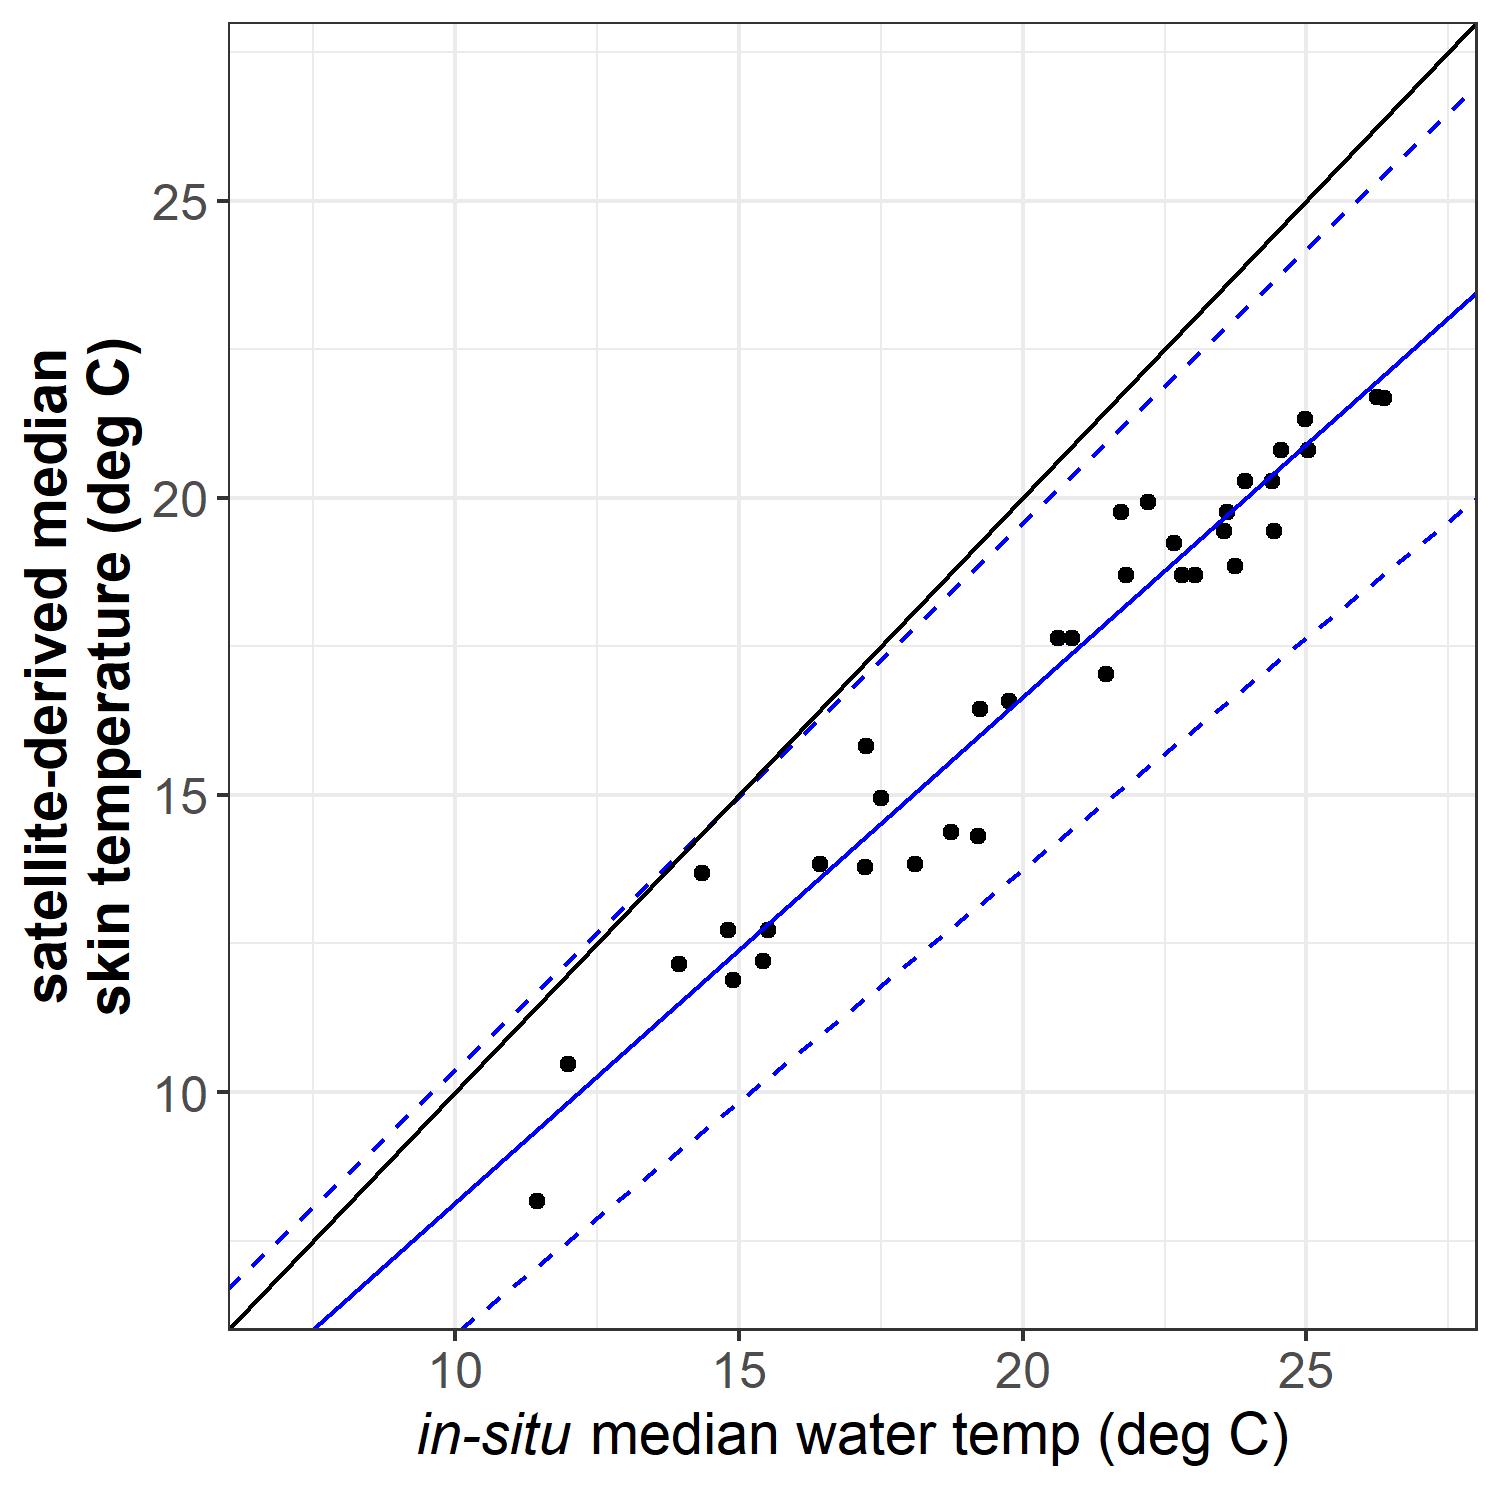 satellite-derived median
skin temperature (deg C)
25
20
15
10
10 15 20 25
in-situ median water temp (deg C)